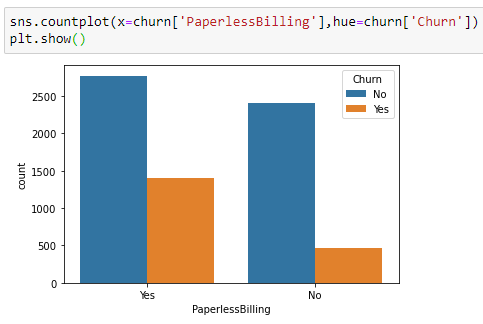 sns.countplot(x=churn['PaperlessBilling'],hue=churn['Churn'])
plt.show()
Churn
No
Yes
2500
2000
1500
1000
500
0
count
Yes No
PaperlessBilling